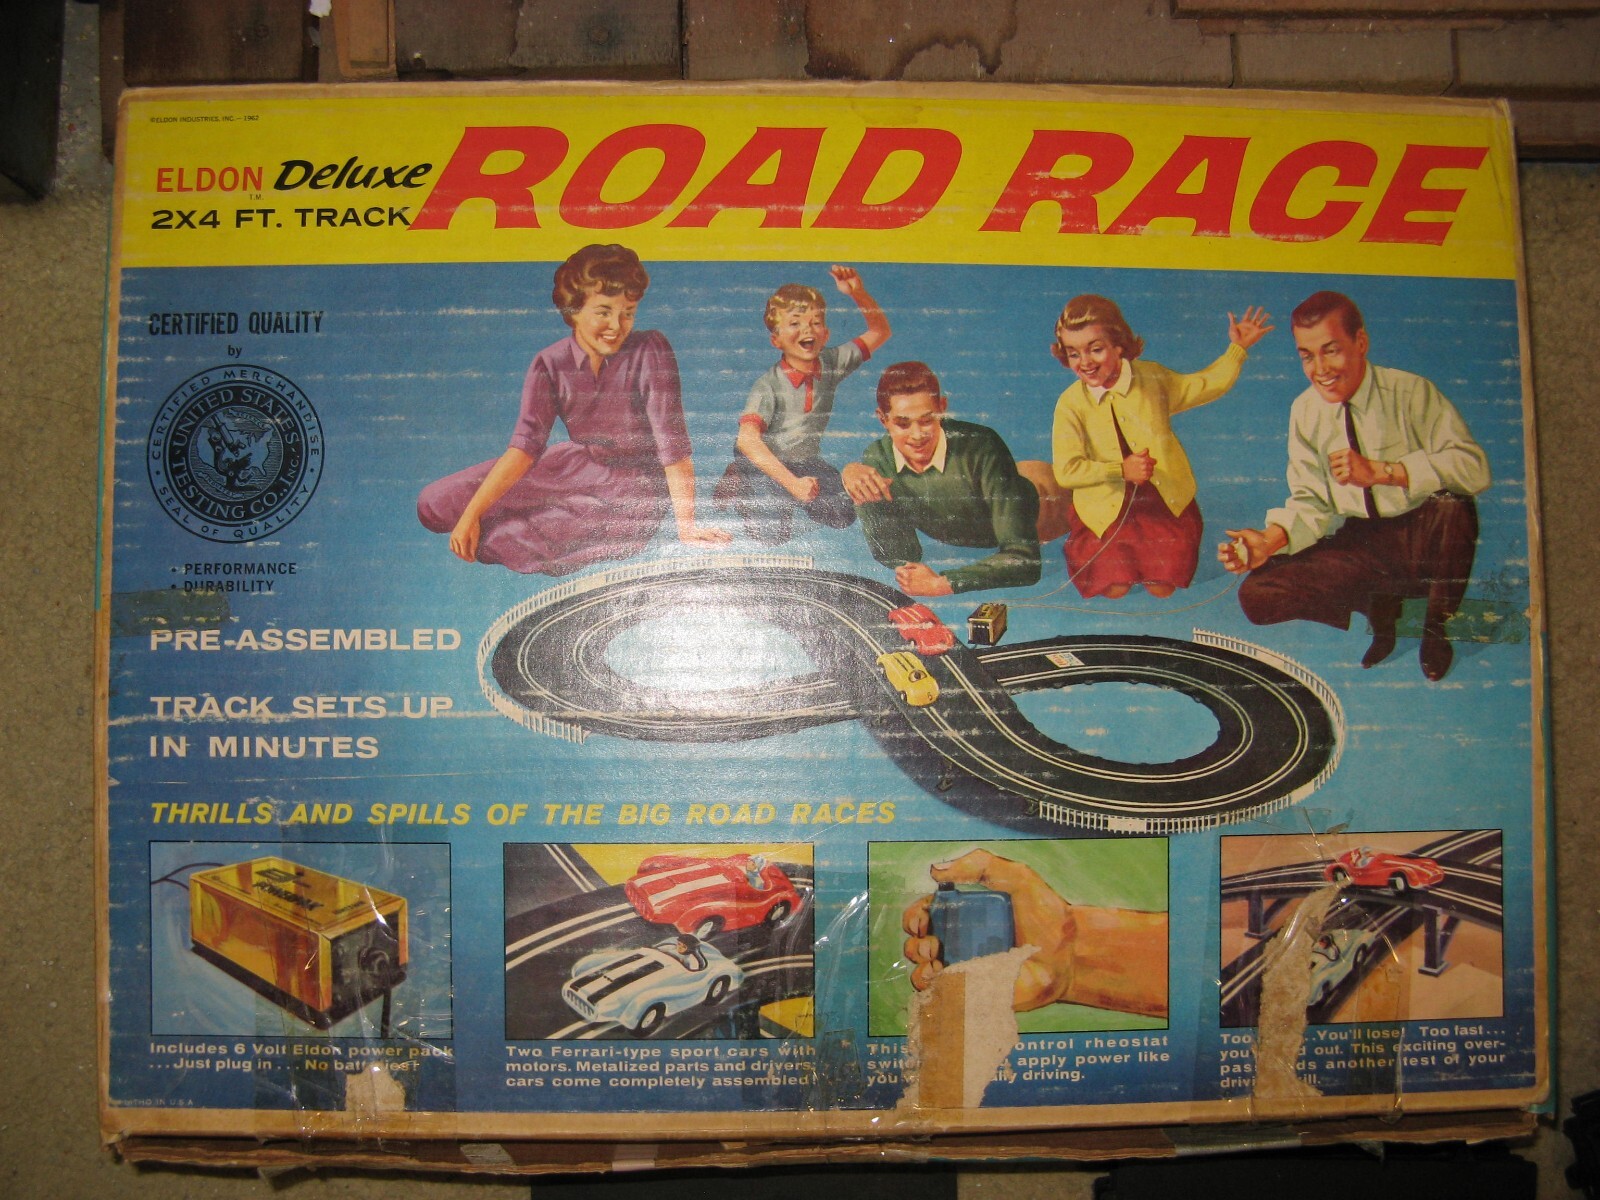 ©ELDON INDUSTRIES, INC.—1962
ELDON Deluxe ROAD RACE
T.M.
2X4 FT. TRACK
CERTIFIED QUALITY
by
CERTIFIED MERCHANDISE
UNITED STATES
TESTING CO., INC.
SEAL OF QUALITY
• PERFORMANCE
• DURABILITY
PRE-ASSEMBLED
TRACK SETS UP
IN MINUTES
THRILLS AND SPILLS OF THE BIG ROAD RACES
POWERPAK
Includes 6 Volt Eldon power pack
...Just plug in...No batteries!
Two Ferrari-type sport cars with
motors. Metalized parts and drivers,
cars come completely assembled!
This ontrol rheostat
apply power like
driving.
You'll lose! Too fast...
out. This exciting over-
another test of your
LITHO IN U.S.A.